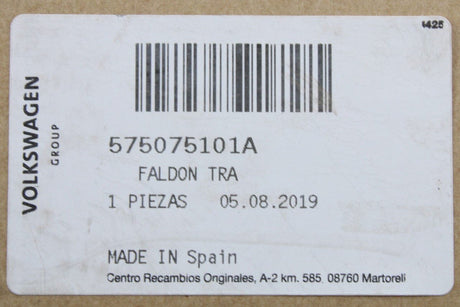 1425
VOLKSWAGEN
GROUP
575075101A
FALDON TRA
1 PIEZAS 05.08.2019
MADE IN Spain
Centro Recambios Originales, A-2 km. 585, 08760 Martorell